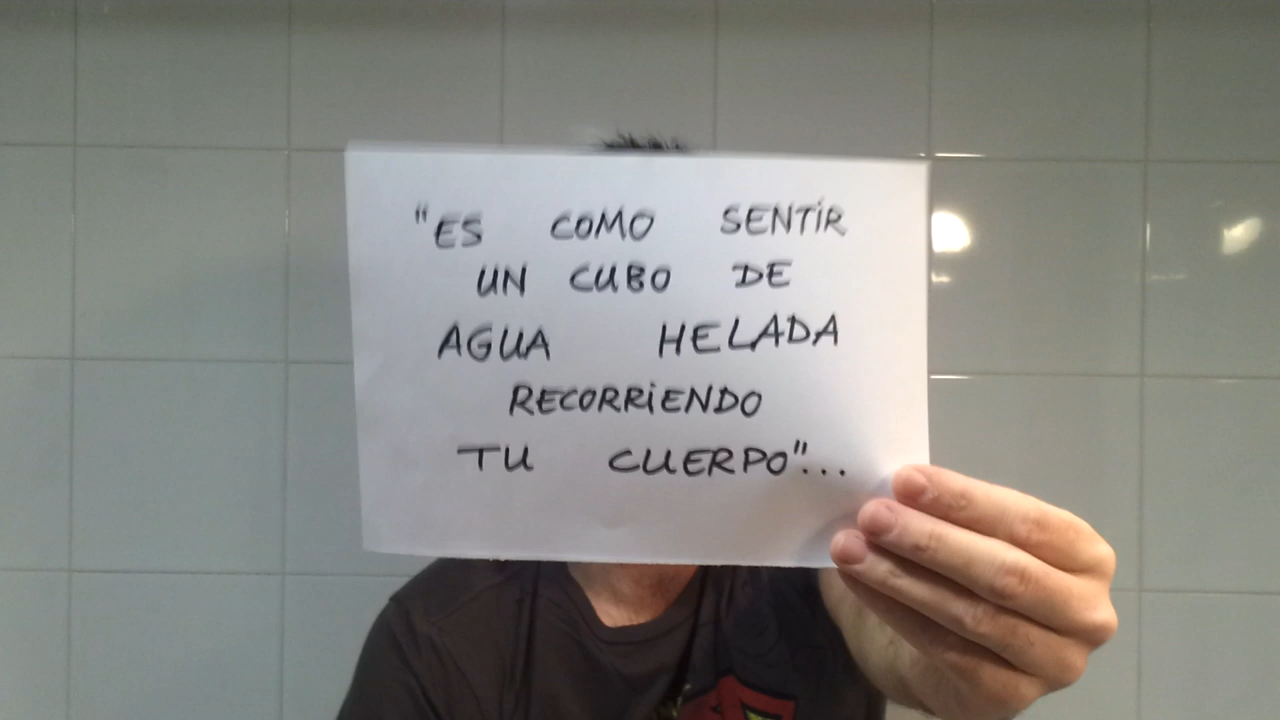 "ES COMO SENTIR
UN CUBO DE
AGUA HELADA
RECORRIENDO
TU CUERPO"...